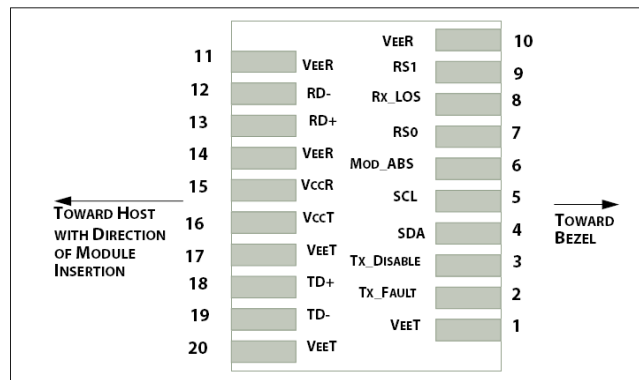 11 VEER
12 RD-
13 RD+
14 VEER
15 VCCR
16 VCCT
17 VEET
18 TD+
19 TD-
20 VEET
VEER 10
RS1 9
RX_LOS 8
RS0 7
MOD_ABS 6
SCL 5
SDA 4
TX_DISABLE 3
TX_FAULT 2
VEET 1
TOWARD HOST
WITH DIRECTION
OF MODULE
INSERTION
TOWARD
BEZEL